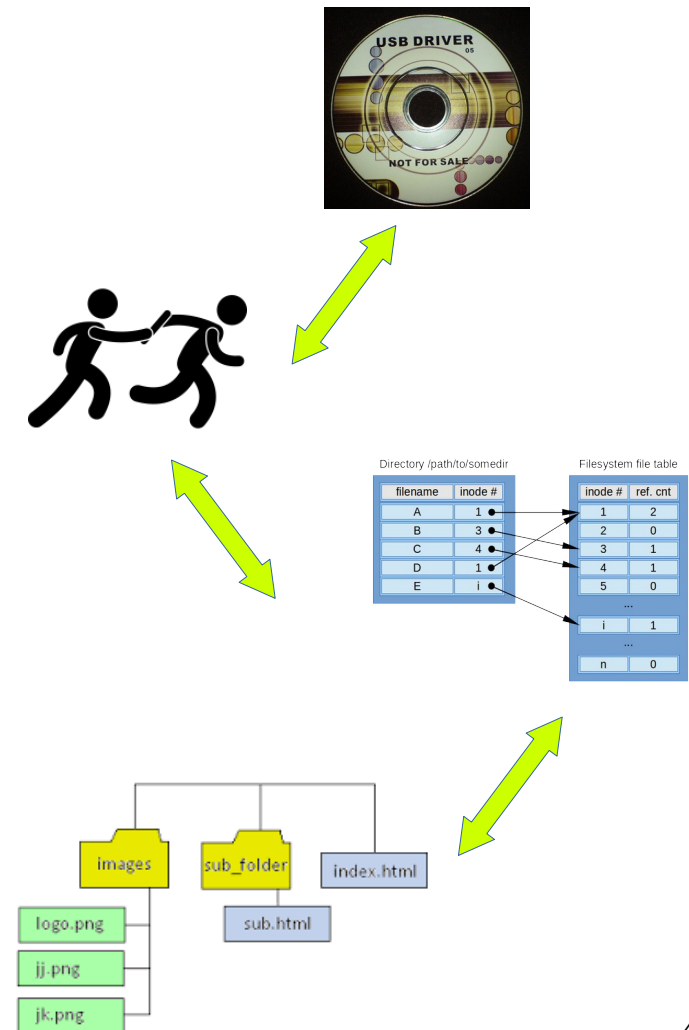 USB DRIVER
05
NOT FOR SALE
Directory /path/to/somedir
filename inode #
A 1
B 3
C 4
D 1
E i
Filesystem file table
inode # ref. cnt
1 2
2 0
3 1
4 1
5 0
...
i 1
...
n 0
images
sub_folder
index.html
logo.png
sub.html
jj.png
jk.png